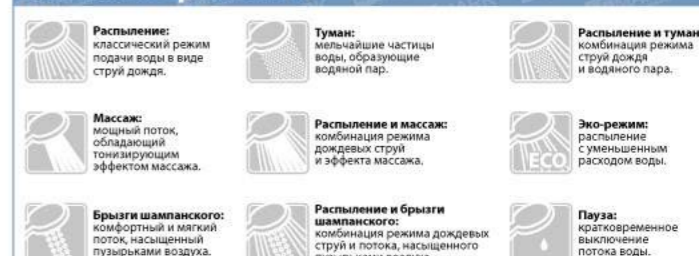 Распыление:
классический режим
подачи воды в виде
струй дождя.
Туман:
мельчайшие частицы
воды, образующие
водяной пар.
Распыление и туман
комбинация режима
струй дождя
и водяного пара.
Массаж:
мощный поток,
обладающий
тонизирующим
эффектом массажа.
Распыление и массаж:
комбинация режима
дождевых струй
и эффекта массажа.
ECO
Эко-режим:
распыление
с уменьшенным
расходом воды.
Брызги шампанского:
комфортный и мягкий
поток, насыщенный
пузырьками воздуха.
Распыление и брызги
шампанского:
комбинация режима дождевых
струй и потока, насыщенного
Пауза:
кратковременное
выключение
потока воды.